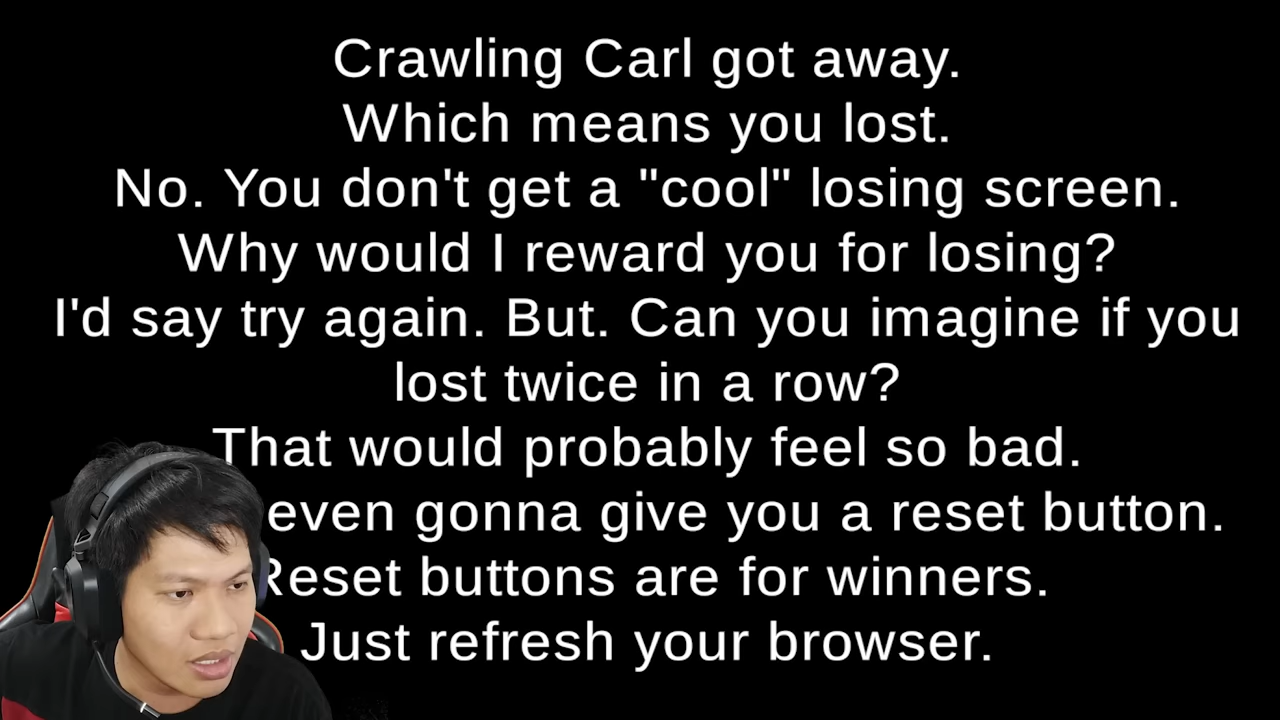 Crawling Carl got away.
Which means you lost.
No. You don't get a "cool" losing screen.
Why would I reward you for losing?
I'd say try again. But. Can you imagine if you
lost twice in a row?
That would probably feel so bad.
even gonna give you a reset button.
Reset buttons are for winners.
Just refresh your browser.